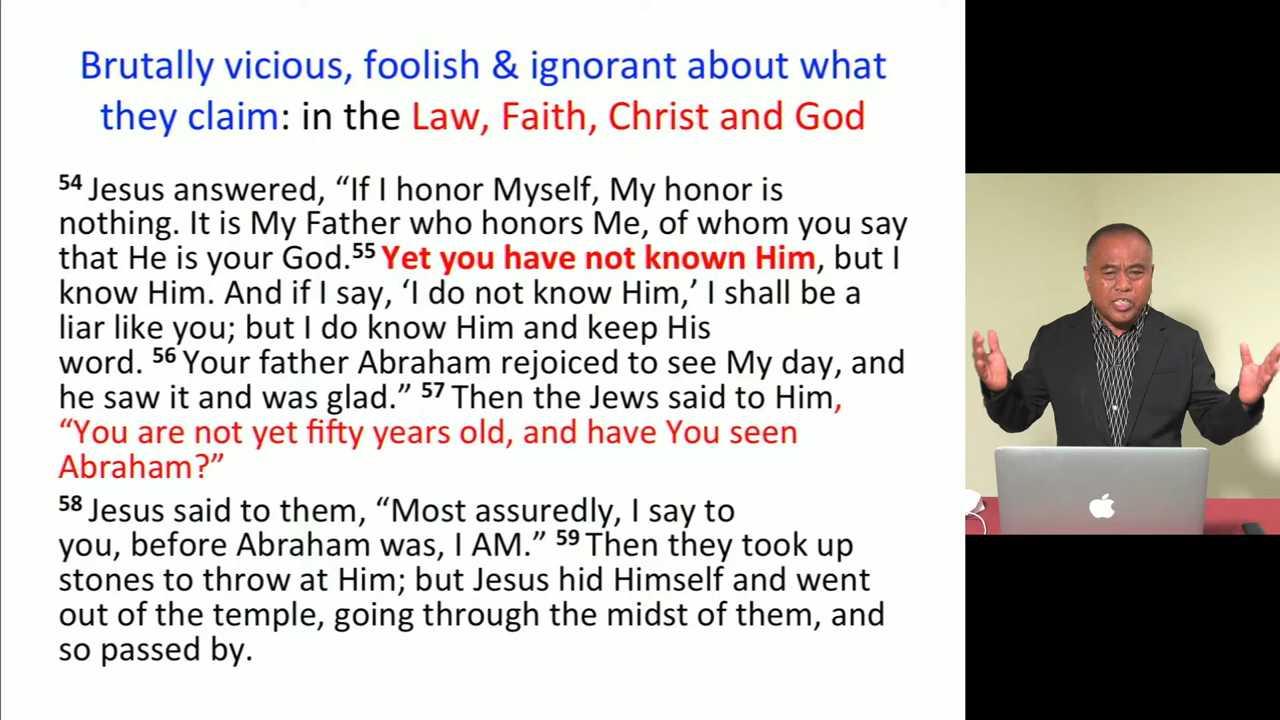 Brutally vicious, foolish & ignorant about what
they claim: in the Law, Faith, Christ and God
54 Jesus answered, “If I honor Myself, My honor is
nothing. It is My Father who honors Me, of whom you say
that He is your God.55 Yet you have not known Him, but I
know Him. And if I say, ‘I do not know Him,’ I shall be a
liar like you; but I do know Him and keep His
word. 56 Your father Abraham rejoiced to see My day, and
he saw it and was glad.” 57 Then the Jews said to Him,
“You are not yet fifty years old, and have You seen
Abraham?”
58 Jesus said to them, “Most assuredly, I say to
you, before Abraham was, I AM.” 59 Then they took up
stones to throw at Him; but Jesus hid Himself and went
out of the temple, going through the midst of them, and
so passed by.